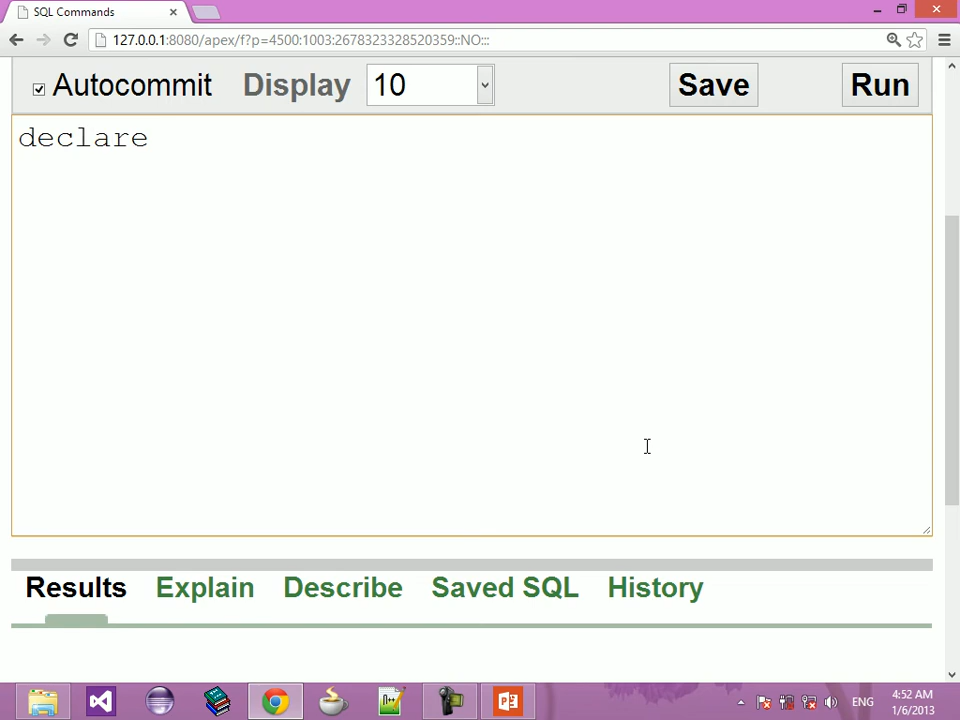 SQL Commands
127.0.0.1:8080/apex/f?p=4500:1003:2678323328520359::NO:::
Autocommit Display 10 Save Run
declare
Results Explain Describe Saved SQL History
ENG
4:52 AM
1/6/2013